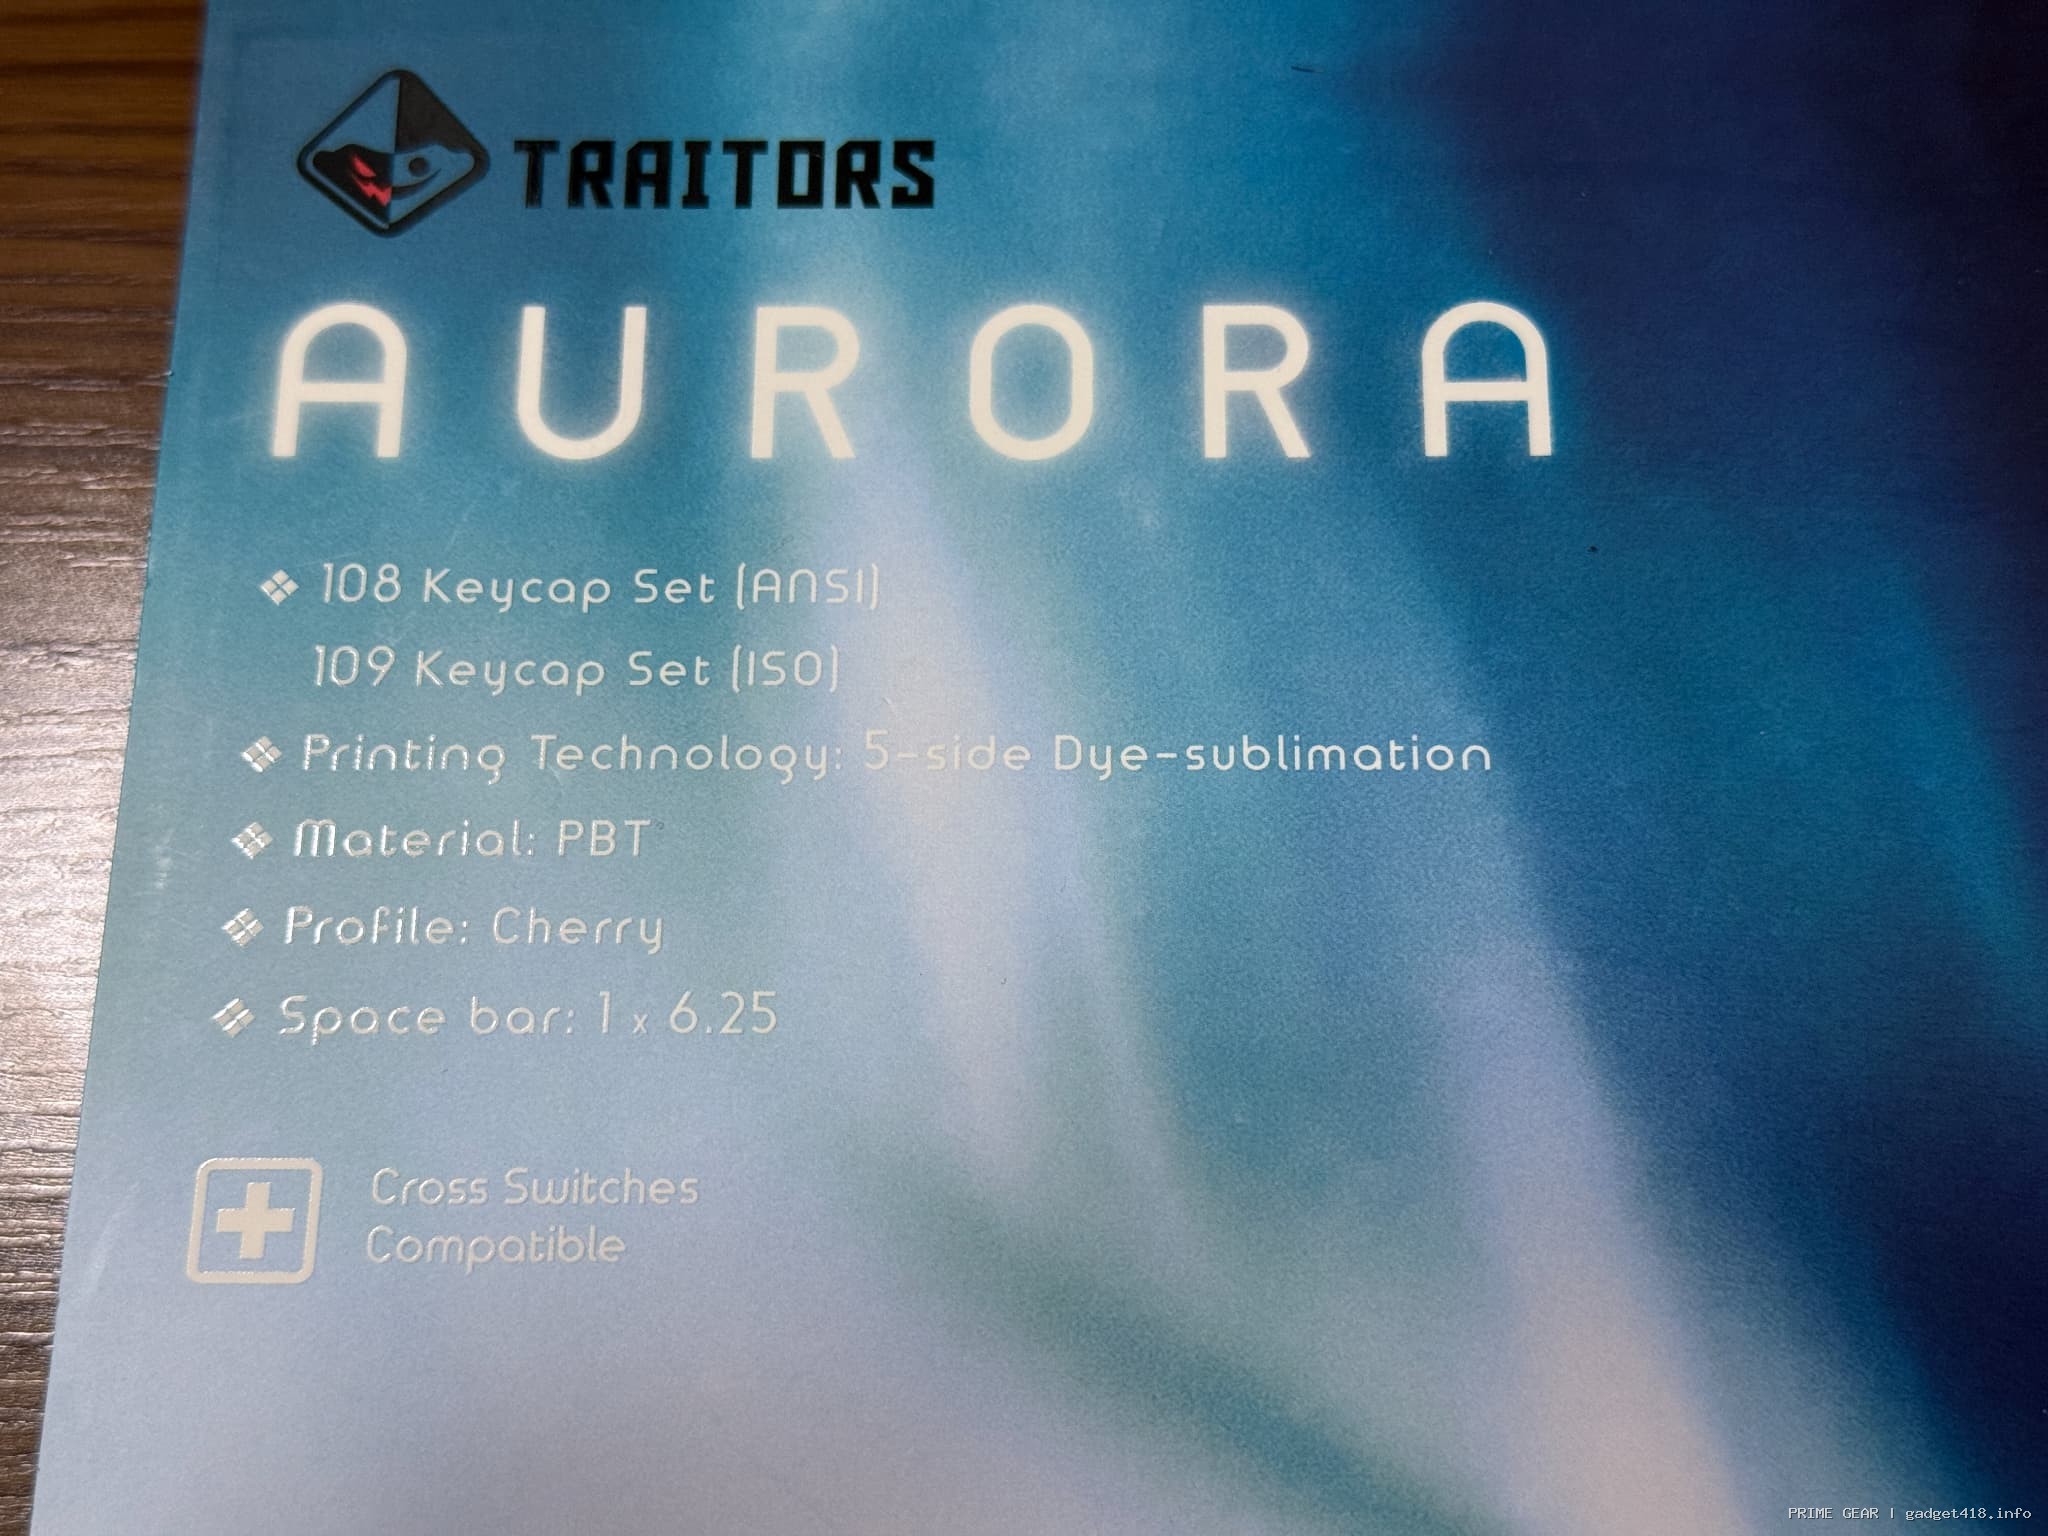 TRAITORS
AURORA
❖ 108 Keycap Set (ANSI)
109 Keycap Set (ISO)
❖ Printing Technology: 5-side Dye-sublimation
❖ Material: PBT
❖ Profile: Cherry
❖ Space bar: 1 x 6.25
Cross Switches
Compatible
PRIME GEAR | gadget418.info